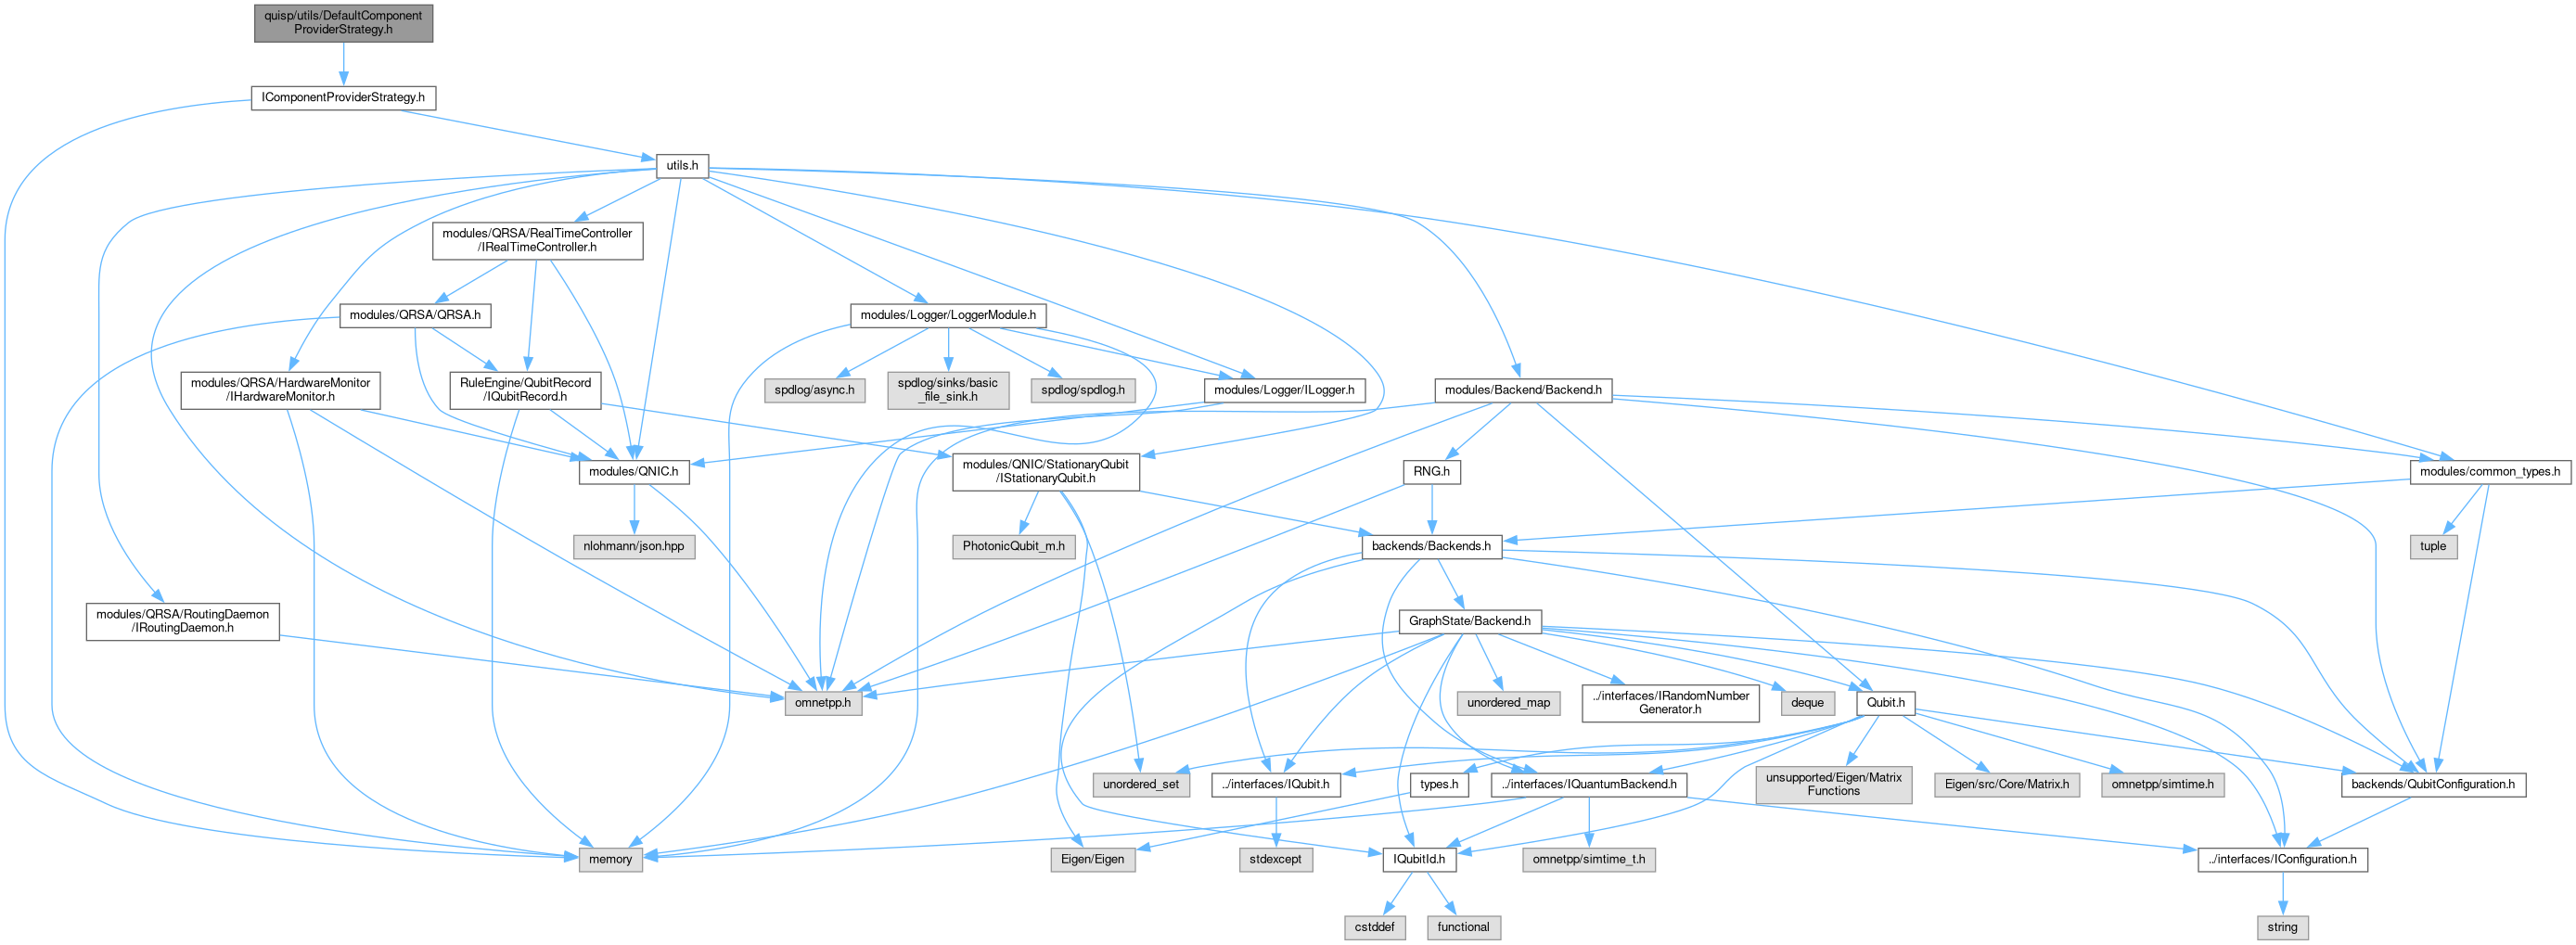 quisp/utils/DefaultComponent
ProviderStrategy.h
IComponentProviderStrategy.h
utils.h
modules/QRSA/RealTimeController
/IRealTimeController.h
modules/QRSA/QRSA.h
modules/Logger/LoggerModule.h
modules/QRSA/HardwareMonitor
/IHardwareMonitor.h
RuleEngine/QubitRecord
/IQubitRecord.h
spdlog/async.h
spdlog/sinks/basic
_file_sink.h
spdlog/spdlog.h
modules/Logger/ILogger.h
modules/Backend/Backend.h
modules/QNIC.h
modules/QNIC/StationaryQubit
/IStationaryQubit.h
RNG.h
modules/common_types.h
nlohmann/json.hpp
PhotonicQubit_m.h
backends/Backends.h
tuple
modules/QRSA/RoutingDaemon
/IRoutingDaemon.h
GraphState/Backend.h
omnetpp.h
unordered_map
../interfaces/IRandomNumber
Generator.h
deque
Qubit.h
unordered_set
../interfaces/IQubit.h
types.h
../interfaces/IQuantumBackend.h
unsupported/Eigen/Matrix
Functions
Eigen/src/Core/Matrix.h
omnetpp/simtime.h
backends/QubitConfiguration.h
memory
Eigen/Eigen
stdexcept
IQubitId.h
omnetpp/simtime_t.h
../interfaces/IConfiguration.h
cstddef
functional
string